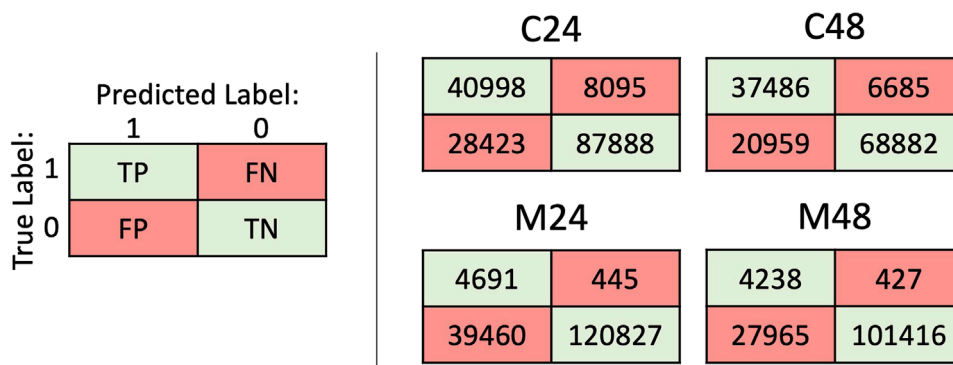 Predicted Label:
1 0
True Label:
1 TP FN
0 FP TN
C24
40998 8095
28423 87888
C48
37486 6685
20959 68882
M24
4691 445
39460 120827
M48
4238 427
27965 101416